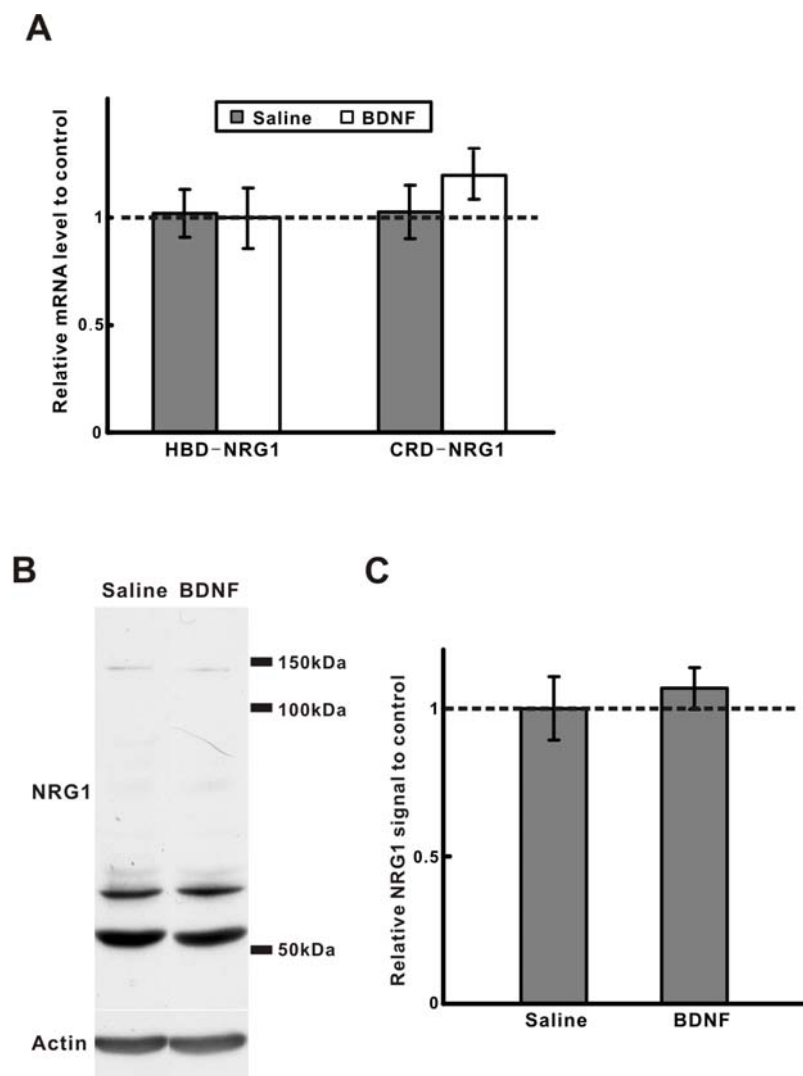 A
Relative mRNA level to control
Saline BDNF
1
0.5
0
HBD-NRG1 CRD-NRG1
B
Saline BDNF
150kDa
100kDa
NRG1
50kDa
Actin
C
Relative NRG1 signal to control
1
0.5
0
Saline BDNF